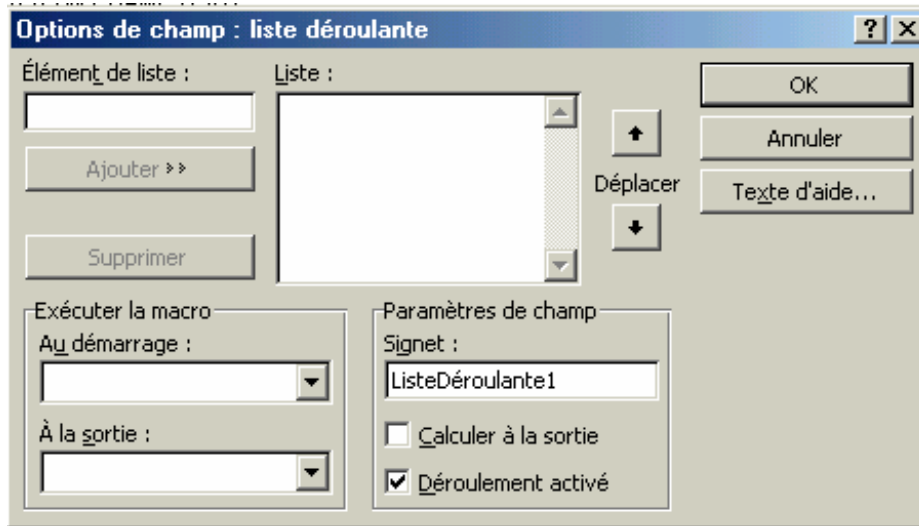 Options de champ : liste déroulante
Élément de liste :
Liste :
OK
Ajouter >>
Annuler
Déplacer
Texte d'aide...
Supprimer
Exécuter la macro
Paramètres de champ
Au démarrage :
Signet :
ListeDéroulante1
À la sortie :
Calculer à la sortie
Déroulement activé